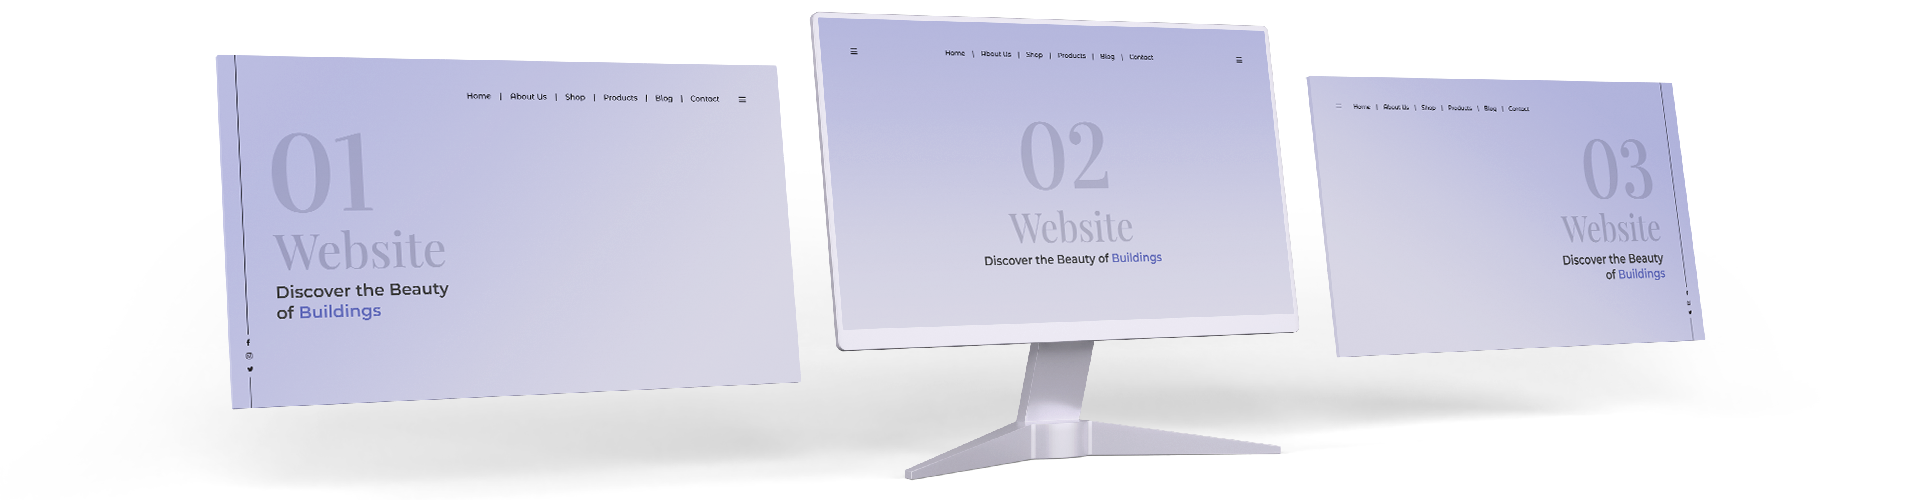 Home | About Us | Shop | Products | Blog | Contact
01
Website
Discover the Beauty
of Buildings
Home | About Us | Shop | Products | Blog | Contact
02
Website
Discover the Beauty of Buildings
Home | About Us | Shop | Products | Blog | Contact
03
Website
Discover the Beauty
of Buildings